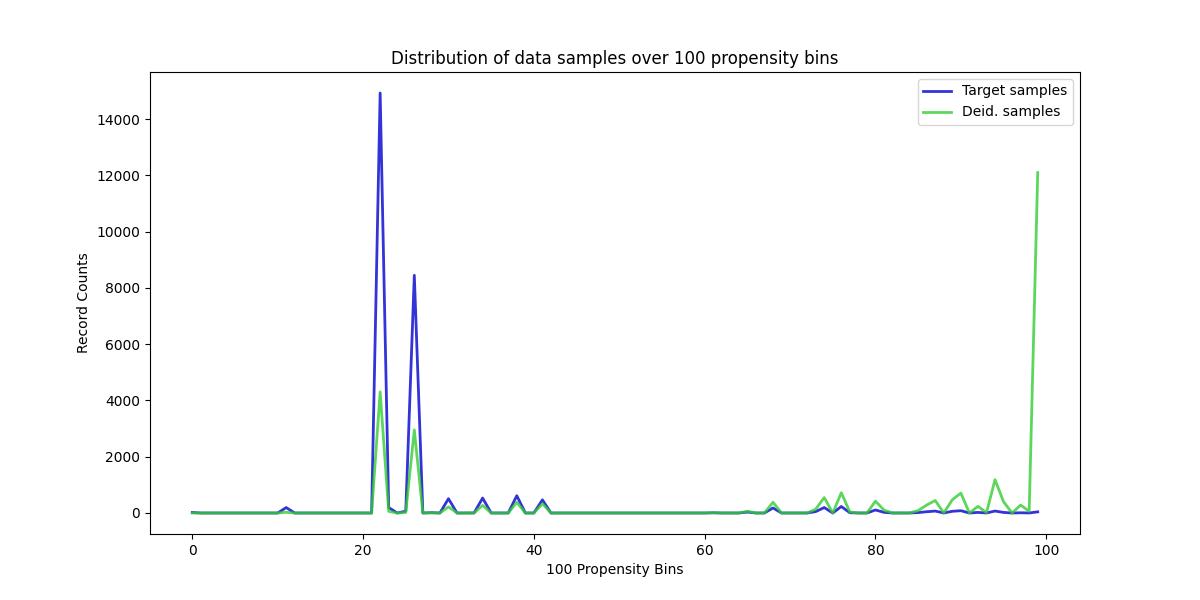 Distribution of data samples over 100 propensity bins
Target samples
Deid. samples
14000
12000
10000
8000
6000
4000
2000
0
Record Counts
0 20 40 60 80 100
100 Propensity Bins